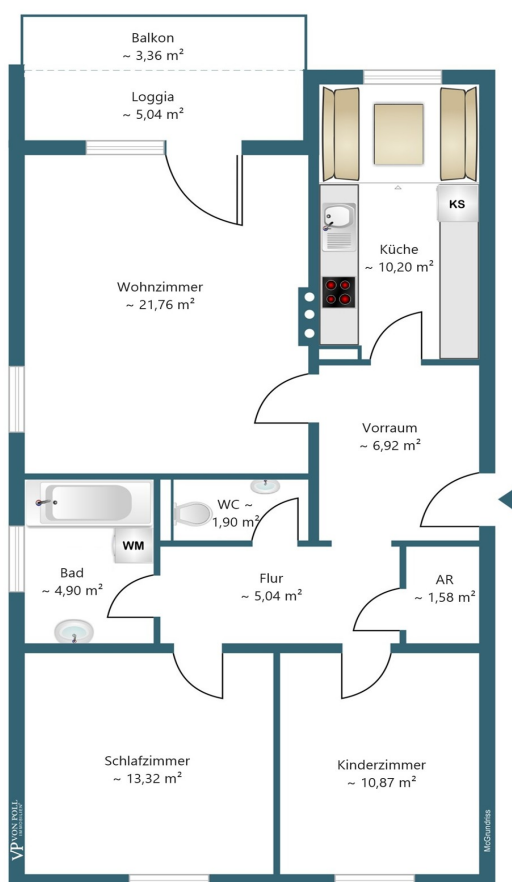 Balkon
~ 3,36 m²
Loggia
~ 5,04 m²
KS
Küche
~ 10,20 m²
Wohnzimmer
~ 21,76 m²
Vorraum
~ 6,92 m²
WC ~
1,90 m²
WM
Bad
~ 4,90 m²
Flur
~ 5,04 m²
AR
~ 1,58 m²
Schlafzimmer
~ 13,32 m²
Kinderzimmer
~ 10,87 m²
VP VON POLL
IMMOBILIEN
McGrundriss